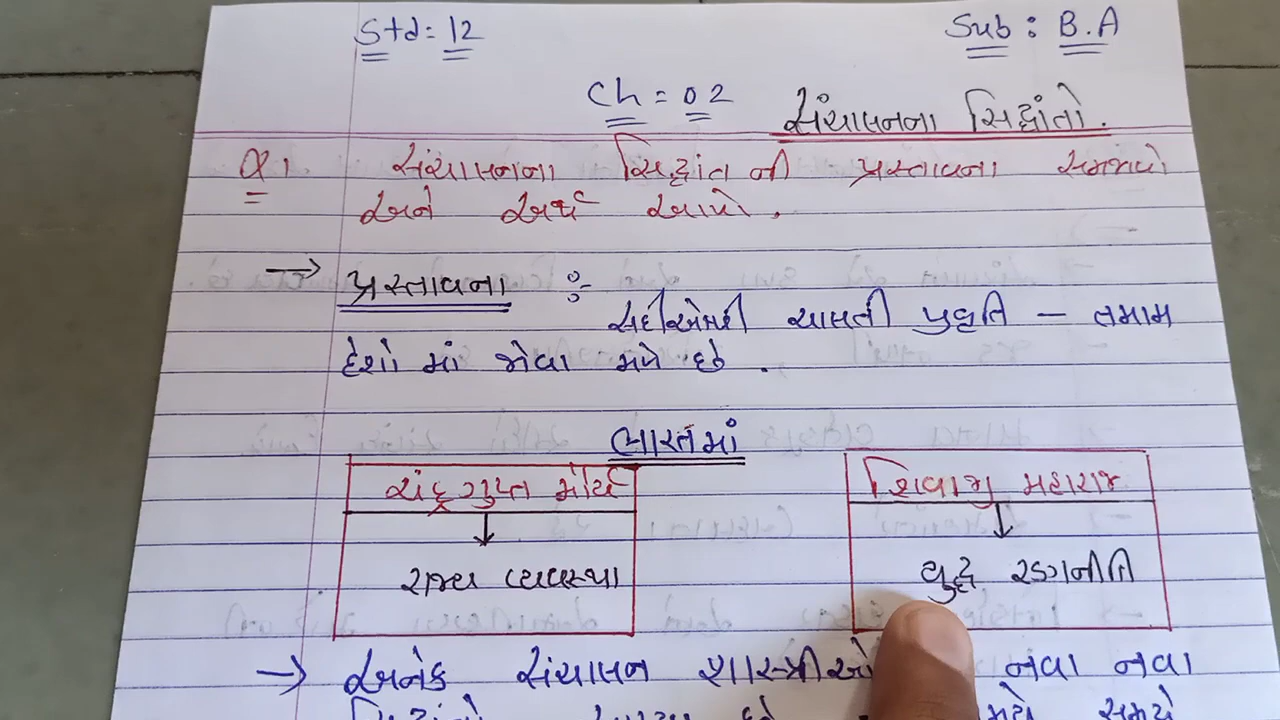 Std: 12
Sub : B.A
Ch = 02 સંચાલનના સિદ્ધાંતો.
Q1. સંચાલનના સિદ્ધાંત ની પ્રસ્તાવના સમજાવો
અને અર્થ આપો.
→ પ્રસ્તાવના :-
સદીઓથી ચાલતી પ્રવૃતિ – તમામ
દેશો માં જોવા મળે છે.
ભારતમાં
ચંદ્રગુપ્ત મૌર્ય
શિવાજી મહારાજ
↓
↓
રાજ્ય વ્યવસ્થા
યુદ્ધ રણનીતિ
→ અનેક સંચાલન શાસ્ત્રીઓ નવા નવા
સમયે